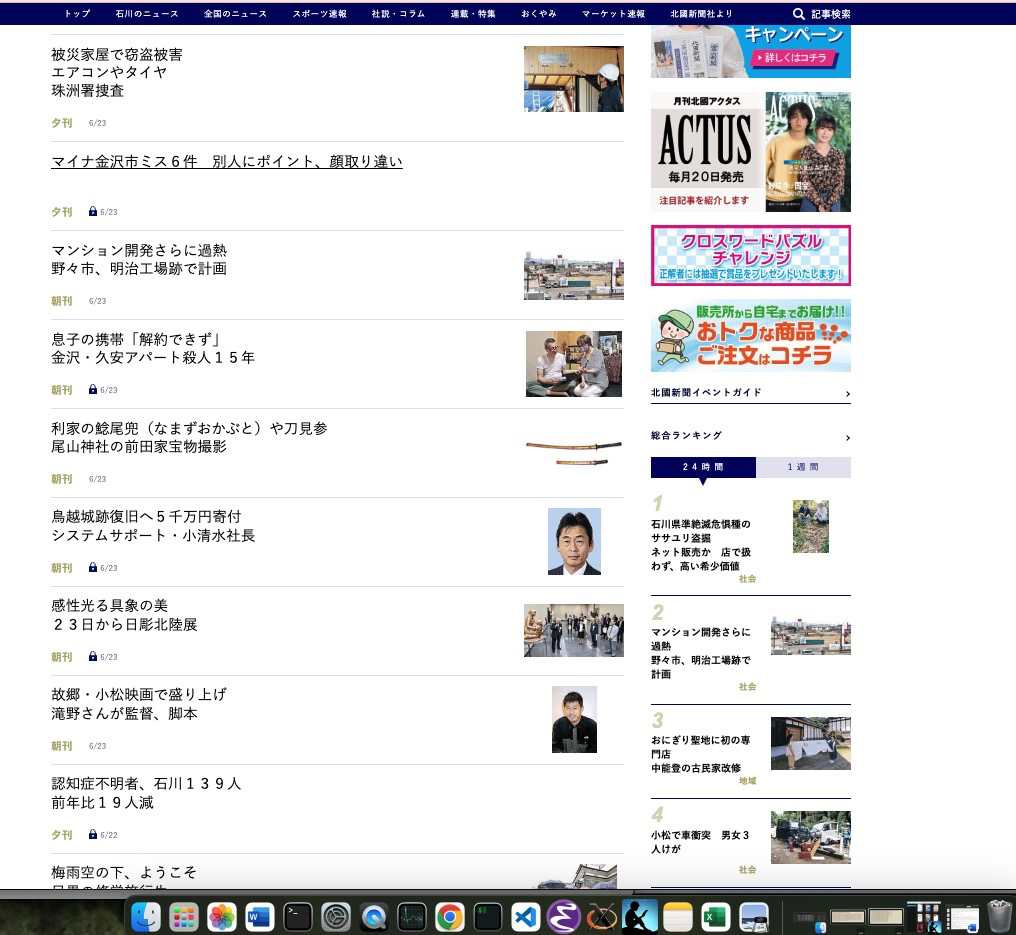 トップ
石川のニュース
全国のニュース
スポーツ速報
社説・コラム
連載・特集
おくやみ
マーケット速報
北國新聞社より
記事検索
被災家屋で窃盗被害
エアコンやタイヤ
珠洲署捜査
夕刊 6/23
マイナ金沢市ミス６件　別人にポイント、顔取り違い
夕刊 6/23
マンション開発さらに過熱
野々市、明治工場跡で計画
朝刊 6/23
息子の携帯「解約できず」
金沢・久安アパート殺人１５年
朝刊 6/23
利家の鯰尾兜（なまずおかぶと）や刀見参
尾山神社の前田家宝物撮影
朝刊 6/23
鳥越城跡復旧へ５千万円寄付
システムサポート・小清水社長
朝刊 6/23
感性光る具象の美
２３日から日彫北陸展
朝刊 6/23
故郷・小松映画で盛り上げ
滝野さんが監督、脚本
朝刊 6/23
認知症不明者、石川１３９人
前年比１９人減
夕刊 6/22
梅雨空の下、ようこそ
キャンペーン
詳しくはコチラ
月刊北國アクタス
ACTUS
毎月20日発売
注目記事を紹介します
ACTUS
クロスワードパズル
チャレンジ
正解者には抽選で賞品をプレゼントいたします!
販売所から自宅までお届け!!
おトクな商品
ご注文はコチラ
北國新聞イベントガイド
総合ランキング
24時間
1週間
1
石川県準絶滅危惧種の
ササユリ盗掘
ネット販売か　店で扱
わず、高い希少価値
社会
2
マンション開発さらに
過熱
野々市、明治工場跡で
計画
社会
3
おにぎり聖地に初の専
門店
中能登の古民家改修
地域
4
小松で車衝突　男女３
人けが
社会